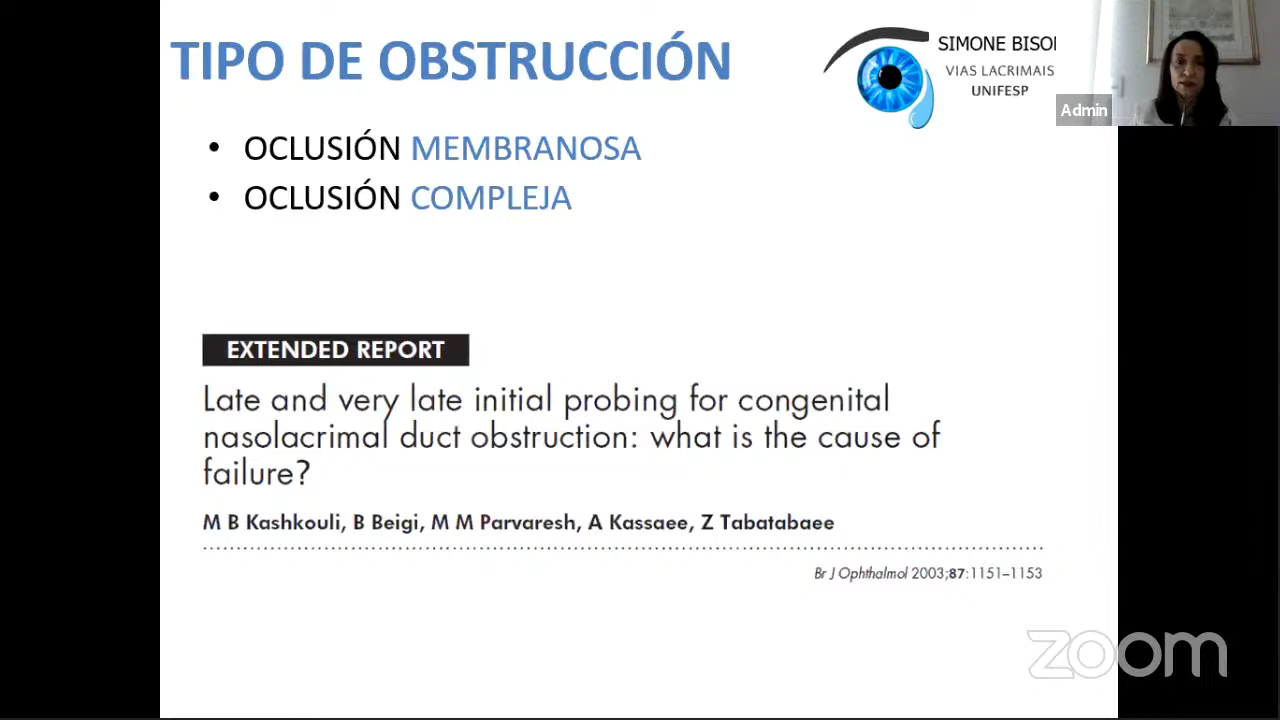 TIPO DE OBSTRUCCIÓN
SIMONE BISOI
VIAS LACRIMAIS
UNIFESP
Admin
• OCLUSIÓN MEMBRANOSA
• OCLUSIÓN COMPLEJA
EXTENDED REPORT
Late and very late initial probing for congenital
nasolacrimal duct obstruction: what is the cause of
failure?
M B Kashkouli, B Beigi, M M Parvaresh, A Kassaee, Z Tabatabaee
Br J Ophthalmol 2003;87:1151–1153
zoom